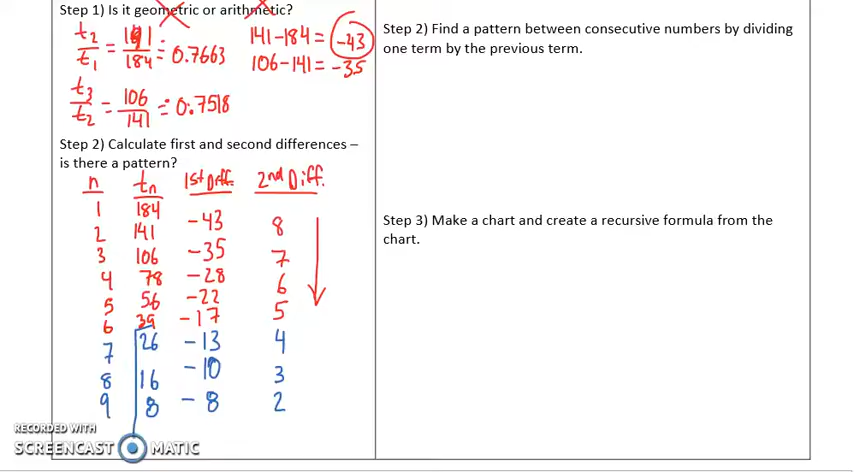 Step 1) Is it geometric or arithmetic?
t2/t1 = 141/184 = 0.7663
141-184 = -43
106-141 = -35
t3/t2 = 106/141 = 0.7518
Step 2) Calculate first and second differences –
is there a pattern?
n tn 1st Diff. 2nd Diff.
1 184
-43
2 141 8
-35
3 106 7
-28
4 78 6
-22
5 56 5
-17
6 39
-13 4
7 26
-10 3
8 16
-8 2
9 8
RECORDED WITH
SCREENCAST MATIC
Step 2) Find a pattern between consecutive numbers by dividing
one term by the previous term.
Step 3) Make a chart and create a recursive formula from the
chart.